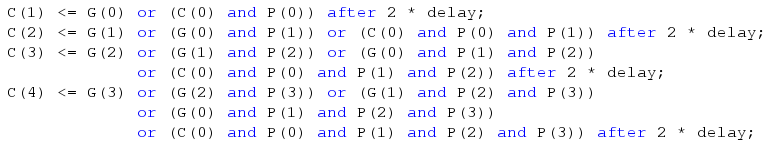 C(1) <= G(0) or (C(0) and P(0)) after 2 * delay;
C(2) <= G(1) or (G(0) and P(1)) or (C(0) and P(0) and P(1)) after 2 * delay;
C(3) <= G(2) or (G(1) and P(2)) or (G(0) and P(1) and P(2))
             or (C(0) and P(0) and P(1) and P(2)) after 2 * delay;
C(4) <= G(3) or (G(2) and P(3)) or (G(1) and P(2) and P(3))
             or (G(0) and P(1) and P(2) and P(3))
             or (C(0) and P(0) and P(1) and P(2) and P(3)) after 2 * delay;